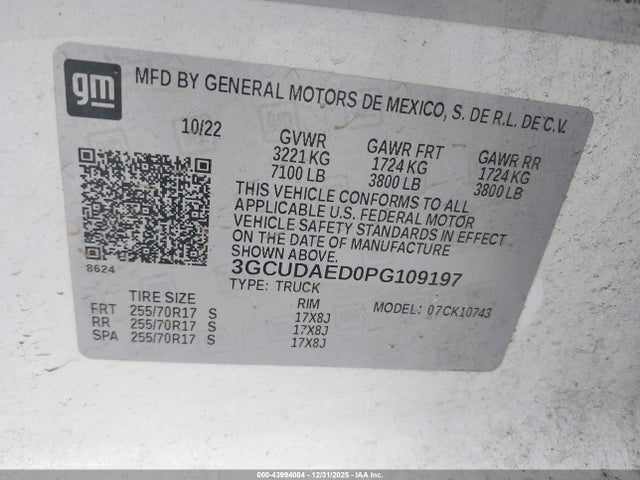 gm
MFD BY GENERAL MOTORS DE MEXICO, S. DE R.L. DE C.V.
10/22 GVWR GAWR FRT GAWR RR
3221 KG 1724 KG 1724 KG
7100 LB 3800 LB 3800 LB
THIS VEHICLE CONFORMS TO ALL
APPLICABLE U.S. FEDERAL MOTOR
VEHICLE SAFETY STANDARDS IN EFFECT
ON THE DATE OF MANUFACTURE
SHOWN ABOVE.
8624
3GCUDAED0PG109197
TYPE: TRUCK
TIRE SIZE RIM MODEL: 07CK10743
FRT 255/70R17 S 17X8J
RR 255/70R17 S 17X8J
SPA 255/70R17 S 17X8J
000-43994004 | 12/31/2025 - IAA Inc.